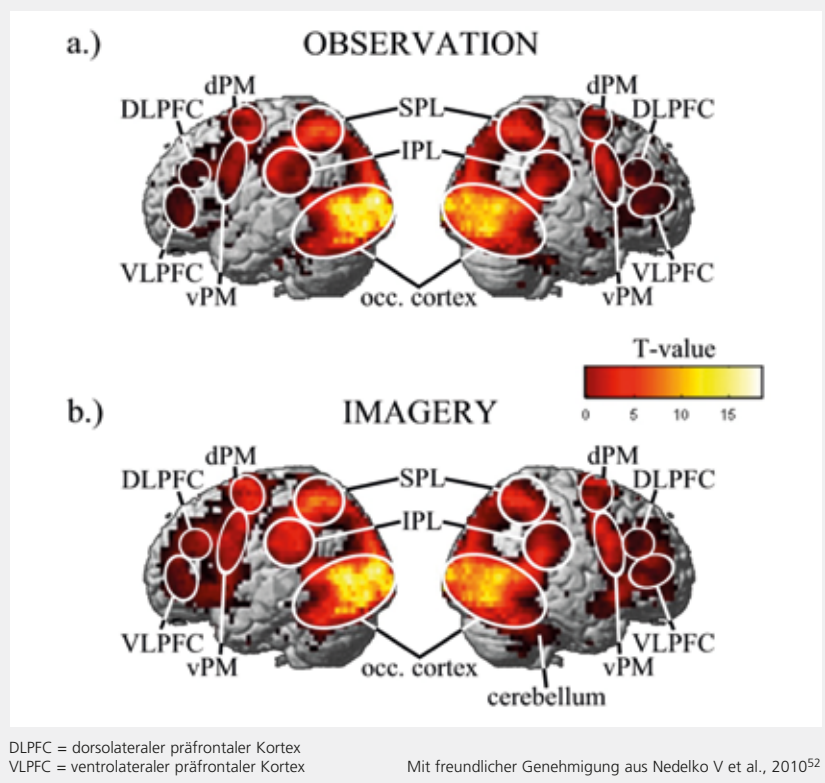 a.) OBSERVATION
dPM dPM
DLPFC SPL DLPFC
IPL
VLPFC VLPFC
vPM occ. cortex vPM
T-value
0 5 10 15
b.) IMAGERY
dPM dPM
DLPFC SPL DLPFC
IPL
VLPFC VLPFC
vPM occ. cortex vPM
cerebellum
DLPFC = dorsolateraler präfrontaler Kortex
VLPFC = ventrolateraler präfrontaler Kortex Mit freundlicher Genehmigung aus Nedelko V et al., 2010⁵²